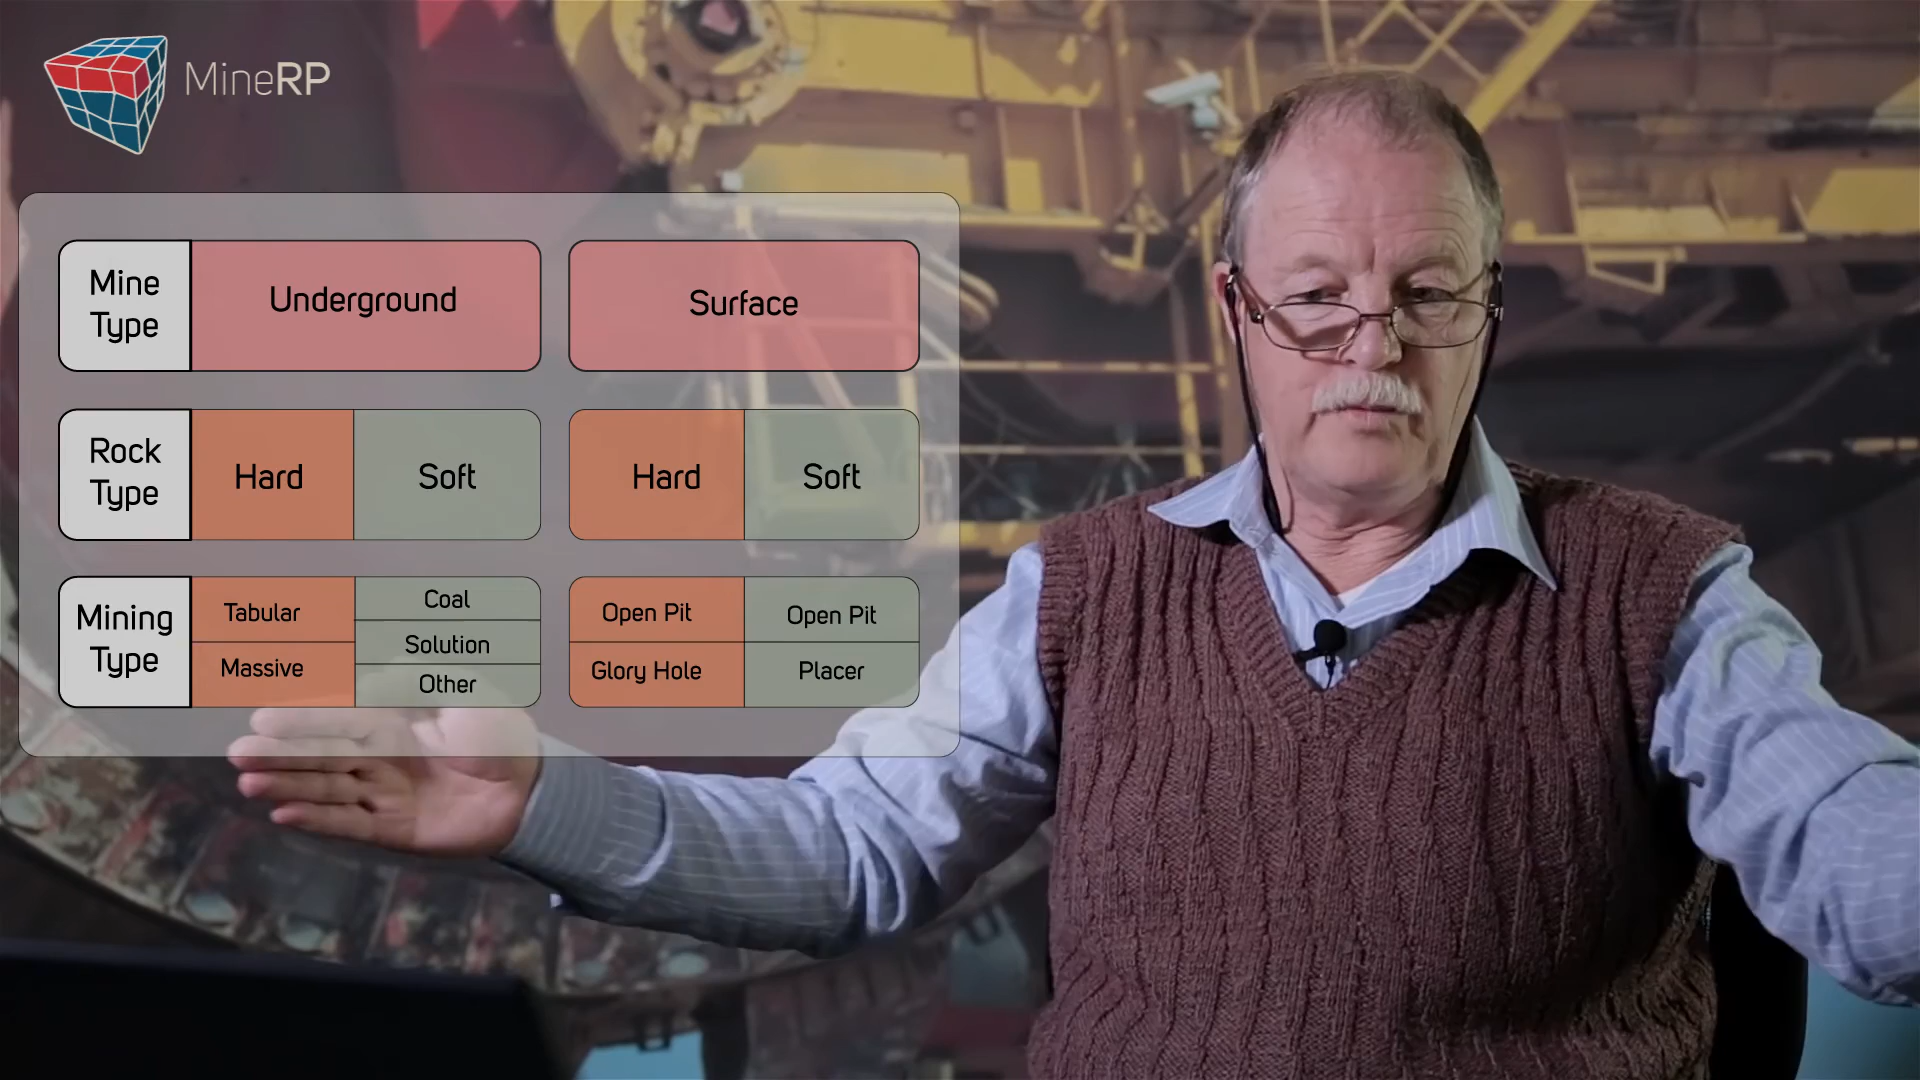 MineRP
Mine
Type
Underground
Surface
Rock
Type
Hard
Soft
Hard
Soft
Mining
Type
Tabular
Massive
Coal
Solution
Other
Open Pit
Glory Hole
Open Pit
Placer